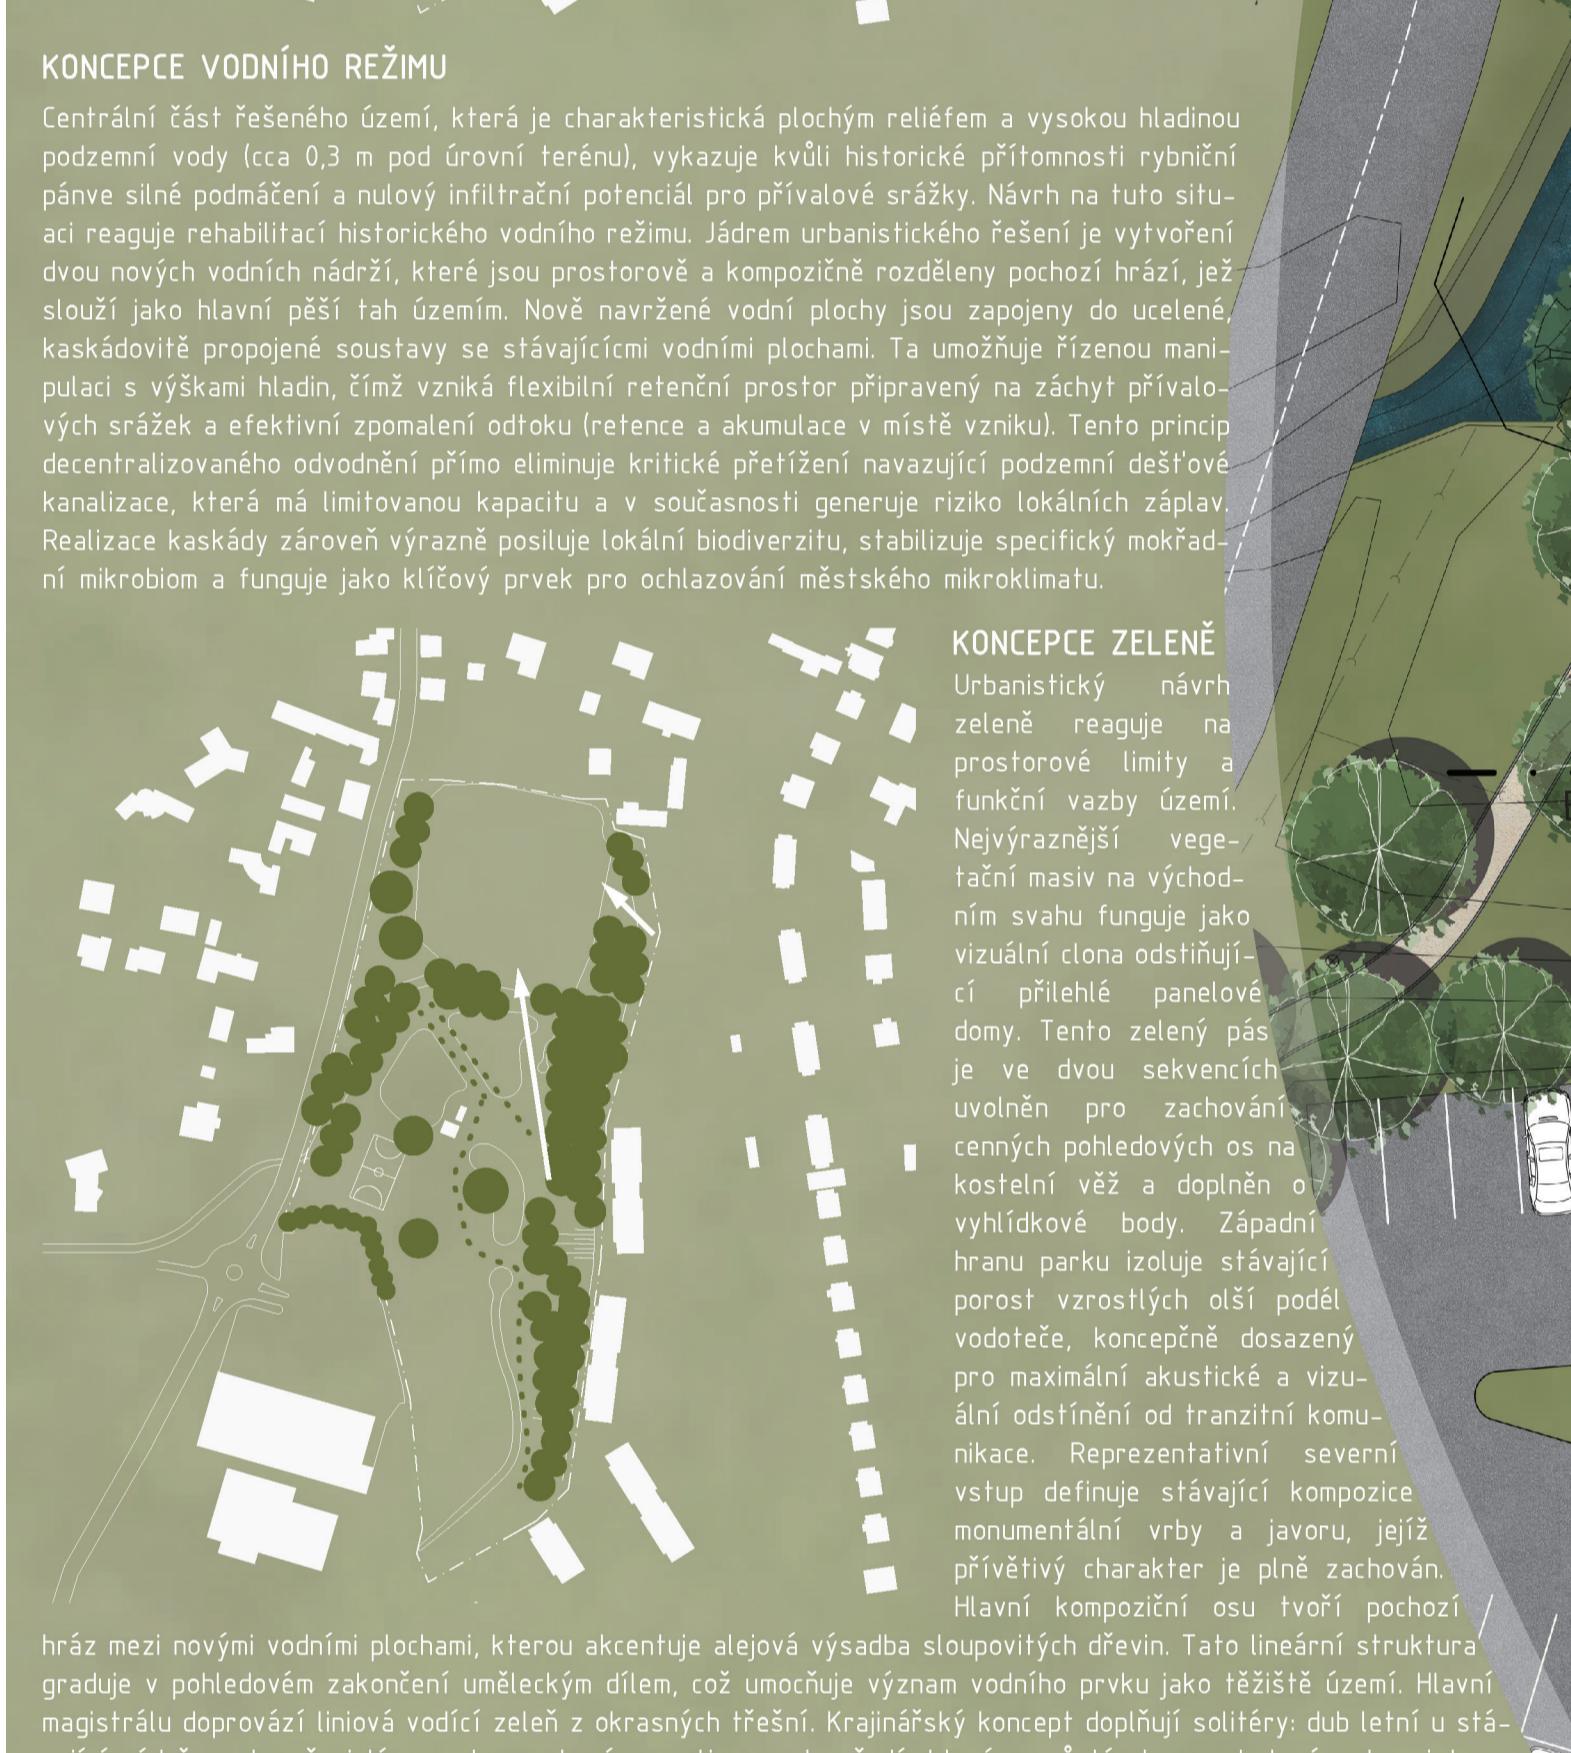 KONCEPCE VODNÍHO REŽIMU
Centrální část řešeného území, která je charakteristická plochým reliéfem a vysokou hladinou
podzemní vody (cca 0,3 m pod úrovní terénu), vykazuje kvůli historické přítomnosti rybniční
pánve silné podmáčení a nulový infiltrační potenciál pro přívalové srážky. Návrh na tuto situ-
aci reaguje rehabilitací historického vodního režimu. Jádrem urbanistického řešení je vytvoření
dvou nových vodních nádrží, které jsou prostorově a kompozičně rozděleny pochozí hrází, jež
slouží jako hlavní pěší tah územím. Nově navržené vodní plochy jsou zapojeny do ucelené,
kaskádovitě propojené soustavy se stávajícícmi vodními plochami. Ta umožňuje řízenou mani-
pulaci s výškami hladin, čímž vzniká flexibilní retenční prostor připravený na záchyt přívalo-
vých srážek a efektivní zpomalení odtoku (retence a akumulace v místě vzniku). Tento princip
decentralizovaného odvodnění přímo eliminuje kritické přetížení navazující podzemní dešťové
kanalizace, která má limitovanou kapacitu a v současnosti generuje riziko lokálních záplav.
Realizace kaskády zároveň výrazně posiluje lokální biodiverzitu, stabilizuje specifický mokřad-
ní mikrobiom a funguje jako klíčový prvek pro ochlazování městského mikroklimatu.
KONCEPCE ZELENĚ
Urbanistický návrh
zeleně reaguje na
prostorové limity a
funkční vazby území.
Nejvýraznější vege-
tační masiv na východ-
ním svahu funguje jako
vizuální clona odstiňují-
cí přilehlé panelové
domy. Tento zelený pás
je ve dvou sekvencích
uvolněn pro zachování
cenných pohledových os na
kostelní věž a doplněn o
vyhlídkové body. Západní
hranu parku izoluje stávající
porost vzrostlých olší podél
vodoteče, koncepčně dosazený
pro maximální akustické a vizu-
ální odstínění od tranzitní komu-
nikace. Reprezentativní severní
vstup definuje stávající kompozice
monumentální vrby a javoru, jejíž
přívětivý charakter je plně zachován.
Hlavní kompoziční osu tvoří pochozí
hráz mezi novými vodními plochami, kterou akcentuje alejová výsadba sloupovitých dřevin. Tato lineární struktura
graduje v pohledovém zakončení uměleckým dílem, což umocňuje význam vodního prvku jako těžiště území. Hlavní
magistrálu doprovází liniová vodící zeleň z okrasných třešní. Krajinářský koncept doplňují solitéry: dub letní u stá-